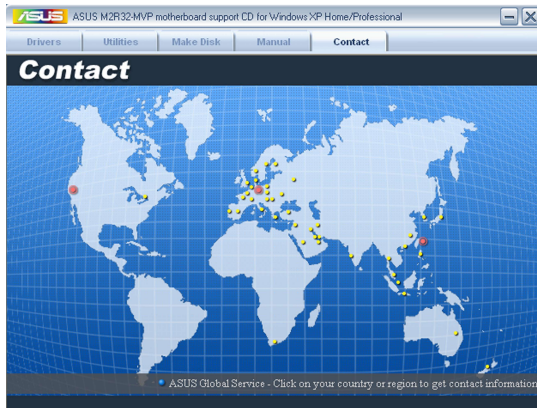 ASUS ASUS M2R32-MVP motherboard support CD for Windows XP Home/Professional
Drivers Utilities Make Disk Manual Contact
Contact
ASUS Global Service - Click on your country or region to get contact information